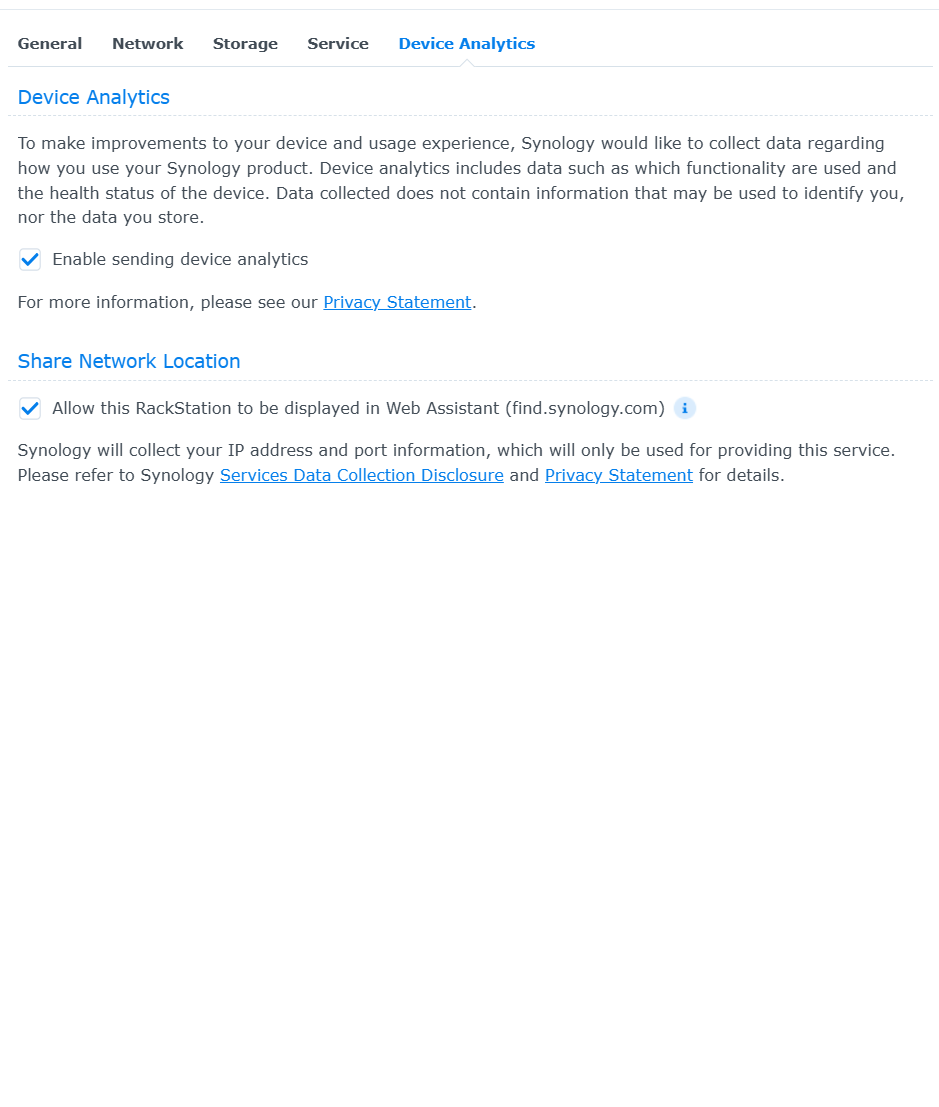 General Network Storage Service Device Analytics
Device Analytics
To make improvements to your device and usage experience, Synology would like to collect data regarding
how you use your Synology product. Device analytics includes data such as which functionality are used and
the health status of the device. Data collected does not contain information that may be used to identify you,
nor the data you store.
Enable sending device analytics
For more information, please see our Privacy Statement.
Share Network Location
Allow this RackStation to be displayed in Web Assistant (find.synology.com)
Synology will collect your IP address and port information, which will only be used for providing this service.
Please refer to Synology Services Data Collection Disclosure and Privacy Statement for details.